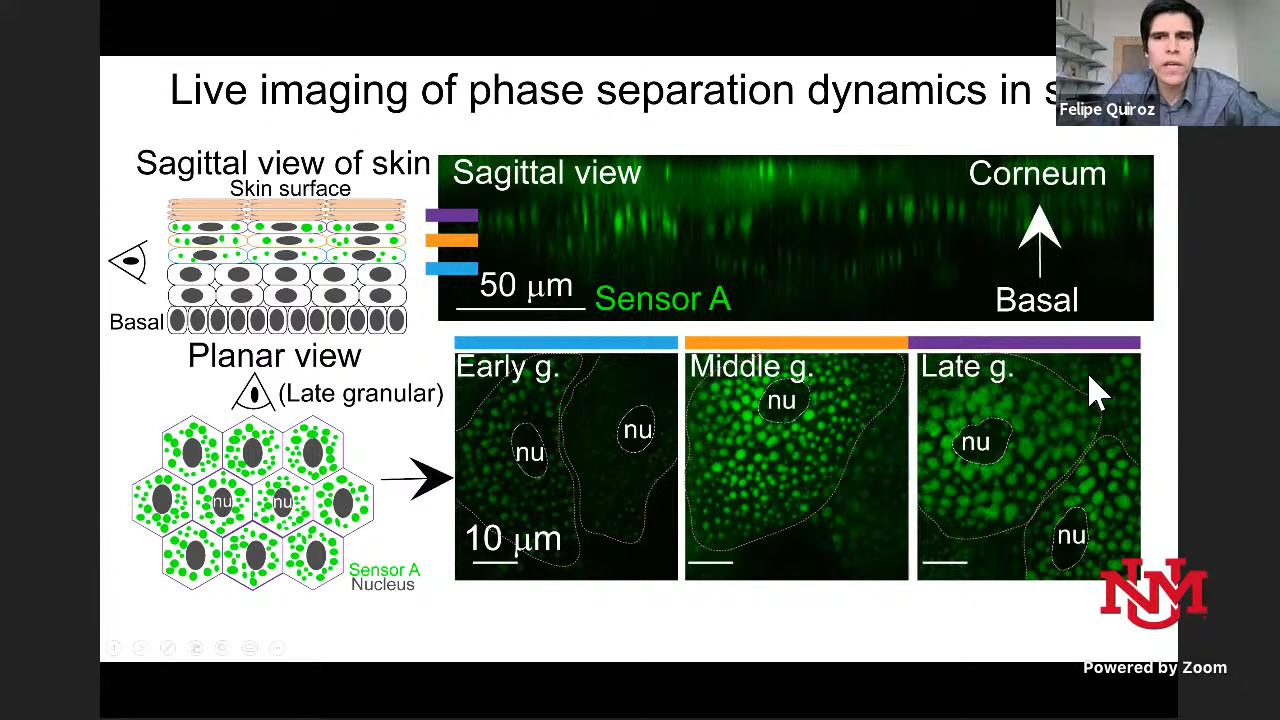 Live imaging of phase separation dynamics in s
Felipe Quiroz
Sagittal view of skin
Skin surface
Basal
Sagittal view
Corneum
50 μm
Sensor A
Basal
Planar view
(Late granular)
nu
nu
Sensor A
Nucleus
Early g.
nu
nu
10 μm
Middle g.
nu
Late g.
nu
nu
UNM
Powered by Zoom